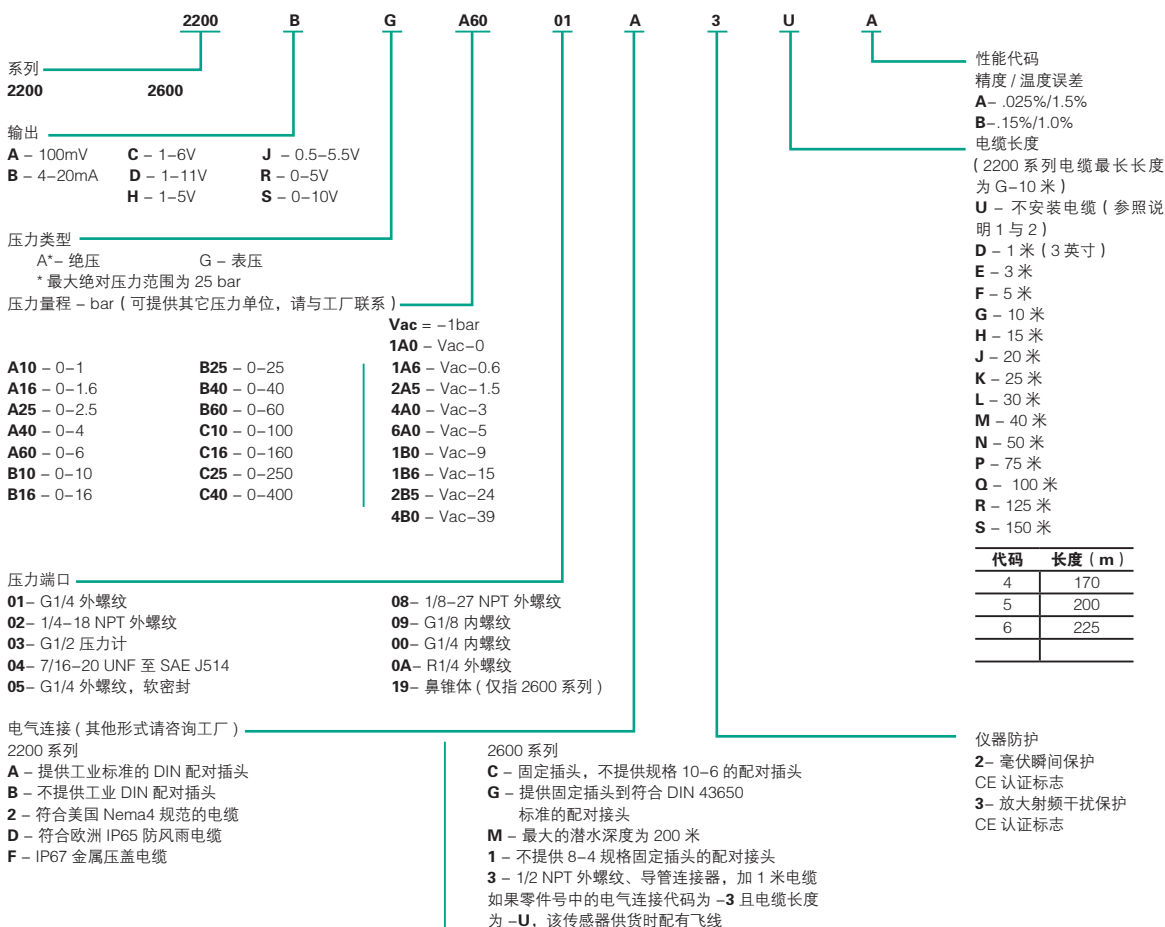 2200 B G A60 01 A 3 U A
系列
2200 2600
输出
A – 100mV C – 1–6V J – 0.5–5.5V
B – 4–20mA D – 1–11V R – 0–5V
H – 1–5V S – 0–10V
压力类型
A*– 绝压 G – 表压
* 最大绝对压力范围为 25 bar
压力量程 – bar（可提供其它压力单位，请与工厂联系）
Vac = –1bar
1A0 – Vac–0
A10 – 0–1 B25 – 0–25 1A6 – Vac–0.6
A16 – 0–1.6 B40 – 0–40 2A5 – Vac–1.5
A25 – 0–2.5 B60 – 0–60 4A0 – Vac–3
A40 – 0–4 C10 – 0–100 6A0 – Vac–5
A60 – 0–6 C16 – 0–160 1B0 – Vac–9
B10 – 0–10 C25 – 0–250 1B6 – Vac–15
B16 – 0–16 C40 – 0–400 2B5 – Vac–24
4B0 – Vac–39
压力端口
01– G1/4 外螺纹 08– 1/8–27 NPT 外螺纹
02– 1/4–18 NPT 外螺纹 09– G1/8 内螺纹
03– G1/2 压力计 00– G1/4 内螺纹
04– 7/16–20 UNF 至 SAE J514 0A– R1/4 外螺纹
05– G1/4 外螺纹，软密封 19– 鼻锥体 ( 仅指 2600 系列 )
电气连接 ( 其他形式请咨询工厂 )
2200 系列
A – 提供工业标准的 DIN 配对插头
B – 不提供工业 DIN 配对插头
2 – 符合美国 Nema4 规范的电缆
D – 符合欧洲 IP65 防风雨电缆
F – IP67 金属压盖电缆
2600 系列
C – 固定插头，不提供规格 10–6 的配对插头
G – 提供固定插头到符合 DIN 43650
标准的配对接头
M – 最大的潜水深度为 200 米
1 – 不提供 8–4 规格固定插头的配对接头
3 – 1/2 NPT 外螺纹、导管连接器，加 1 米电缆
如果零件号中的电气连接代码为 –3 且电缆长度
为 –U，该传感器供货时配有飞线
性能代码
精度 / 温度误差
A– .025%/1.5%
B–.15%/1.0%
电缆长度
( 2200 系列电缆最长长度
为 G–10 米 )
U – 不安装电缆（参照说
明 1 与 2）
D – 1 米（3 英寸）
E – 3 米
F – 5 米
G – 10 米
H – 15 米
J – 20 米
K – 25 米
L – 30 米
M – 40 米
N – 50 米
P – 75 米
Q – 100 米
R – 125 米
S – 150 米
代码 长度（m）
4 170
5 200
6 225
仪器防护
2– 毫伏瞬间保护
CE 认证标志
3– 放大射频干扰保护
CE 认证标志